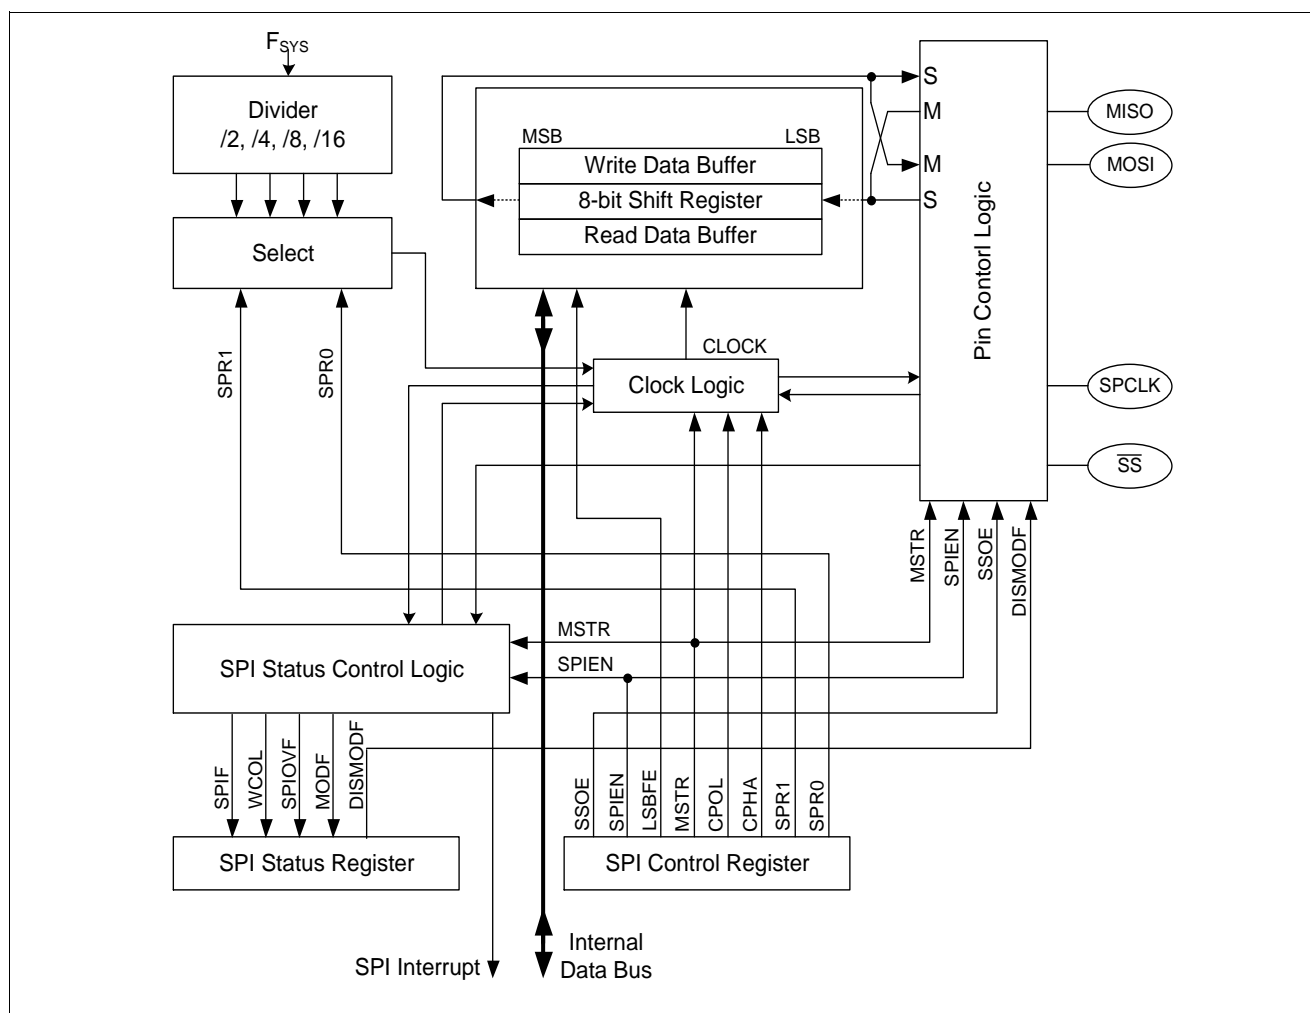 FSYS
Divider
/2, /4, /8, /16
Select
SPR1
SPR0
MSB
LSB
Write Data Buffer
8-bit Shift Register
Read Data Buffer
CLOCK
Clock Logic
S
M
M
S
Pin Contorl Logic
MISO
MOSI
SPCLK
SS
MSTR
SPIEN
SSOE
DISMODF
MSTR
SPIEN
SPI Status Control Logic
SPIF
WCOL
SPIOVF
MODF
DISMODF
SPI Status Register
SSOE
SPIEN
LSBFE
MSTR
CPOL
CPHA
SPR1
SPR0
SPI Control Register
SPI Interrupt
Internal
Data Bus